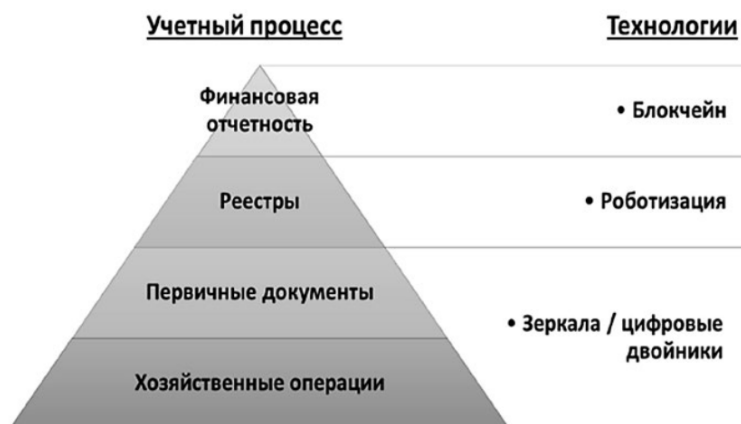 Учетный процесс
Технологии
Финансовая
отчетность
• Блокчейн
Реестры
• Роботизация
Первичные документы
• Зеркала / цифровые
двойники
Хозяйственные операции